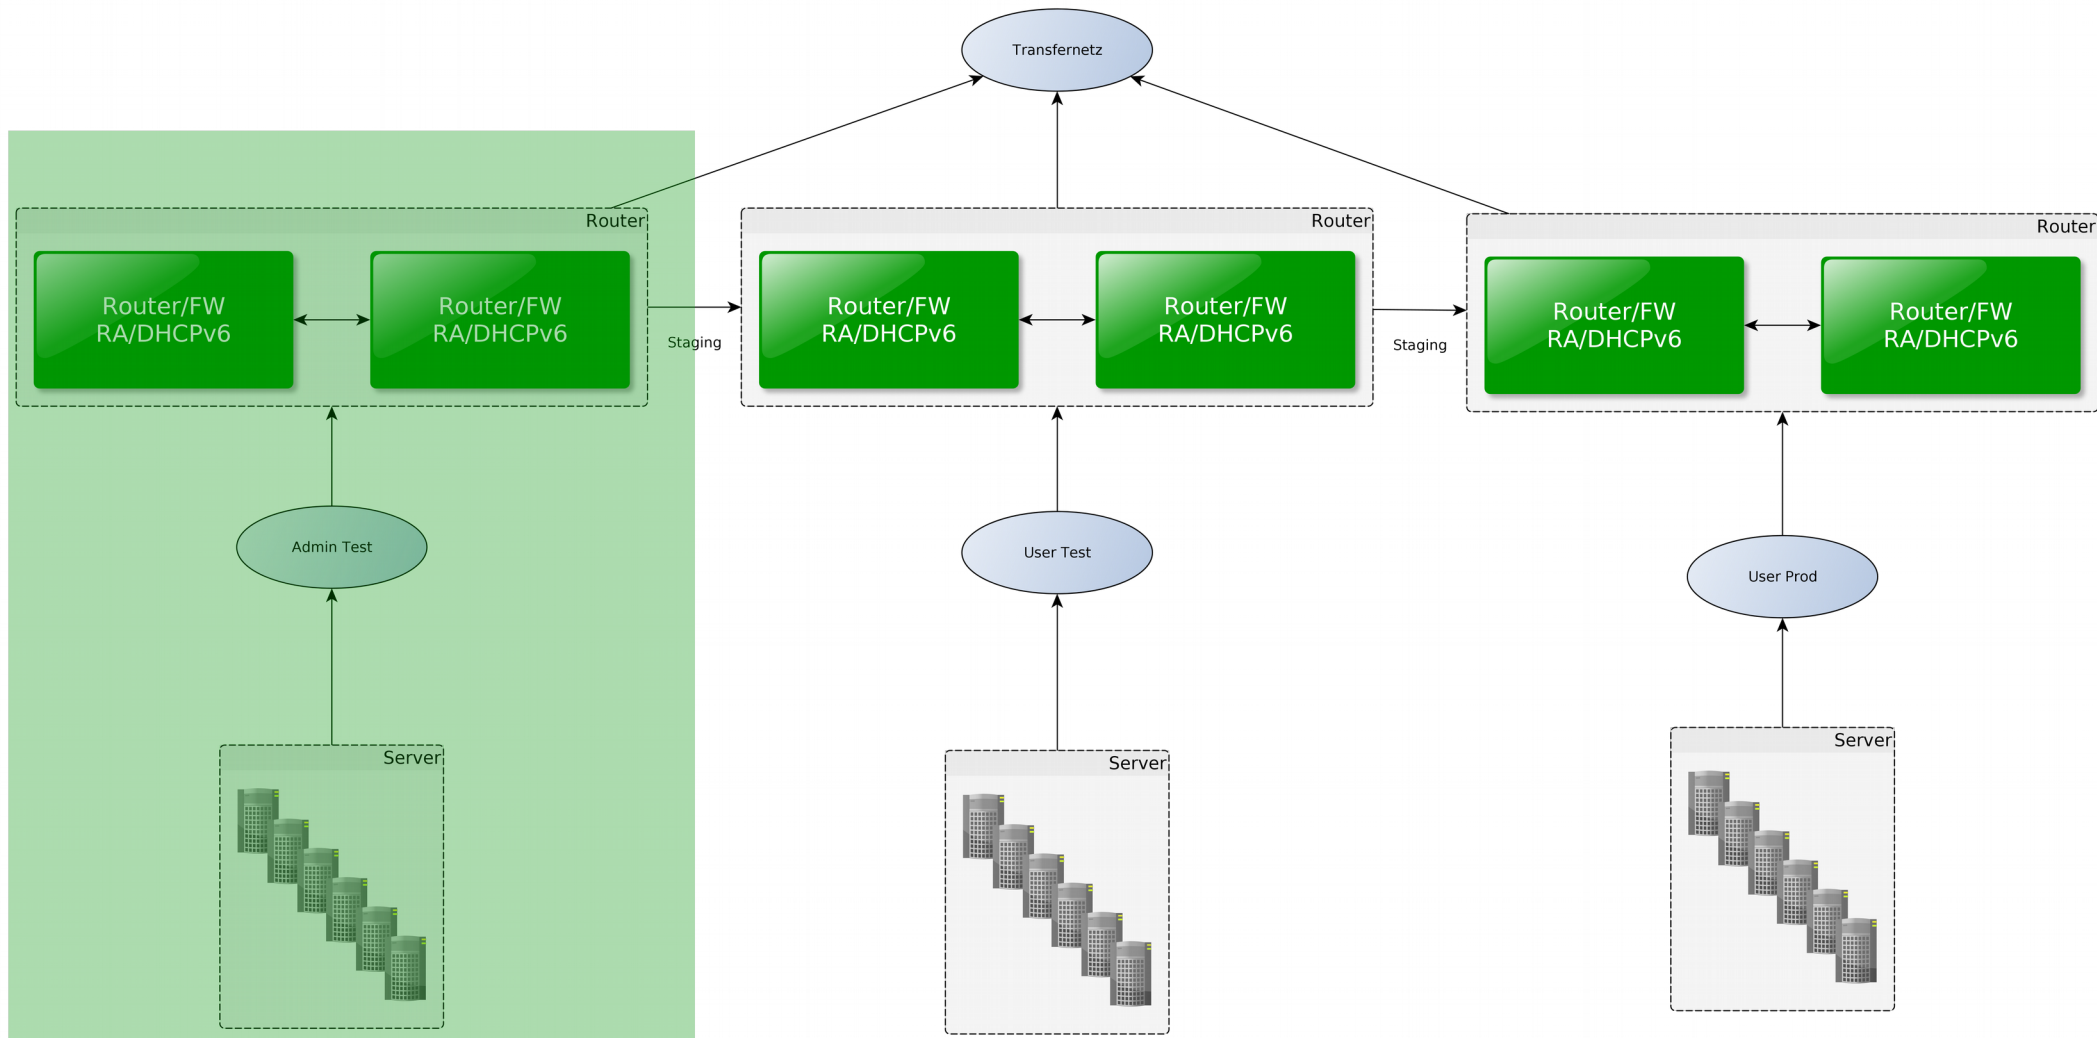 Transfernetz
Router
Router/FW
RA/DHCPv6
Router/FW
RA/DHCPv6
Staging
Router
Router/FW
RA/DHCPv6
Router/FW
RA/DHCPv6
Staging
Router
Router/FW
RA/DHCPv6
Router/FW
RA/DHCPv6
Admin Test
User Test
User Prod
Server
Server
Server